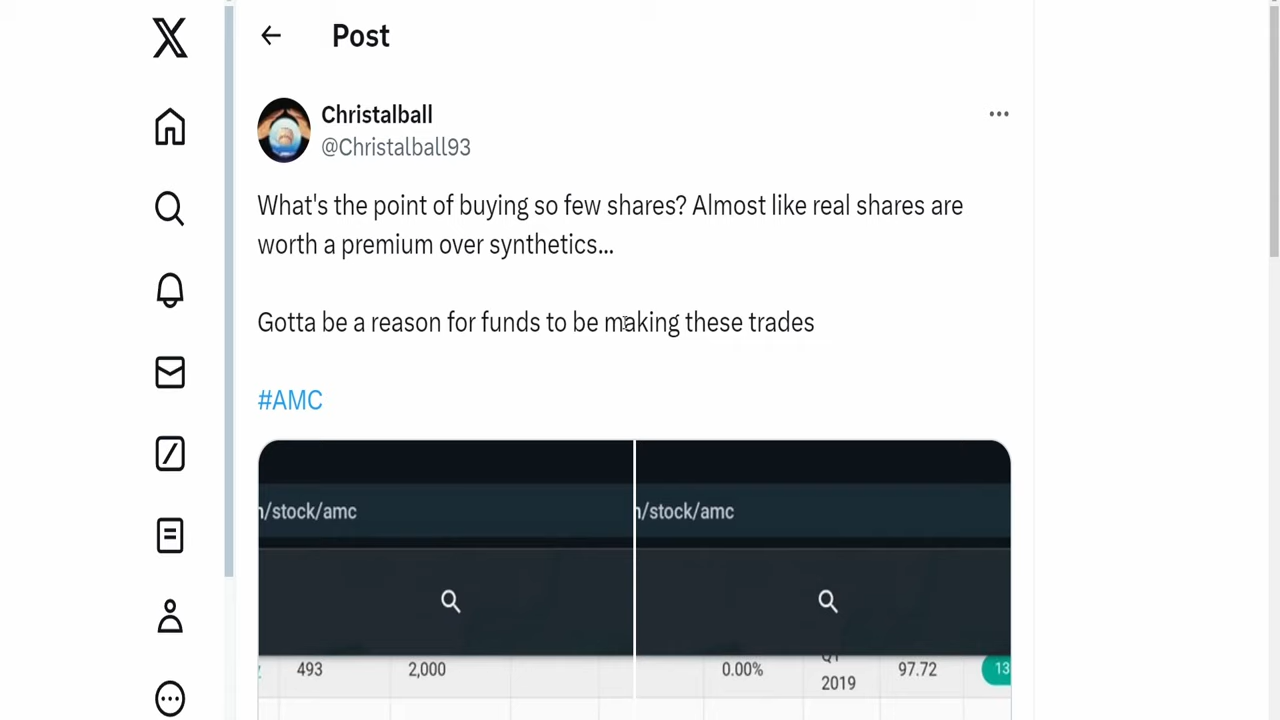 Post
Christalball
@Christalball93
What's the point of buying so few shares? Almost like real shares are
worth a premium over synthetics...
Gotta be a reason for funds to be making these trades
#AMC
/stock/amc
/stock/amc
493 2,000 0.00% 2019 97.72 13